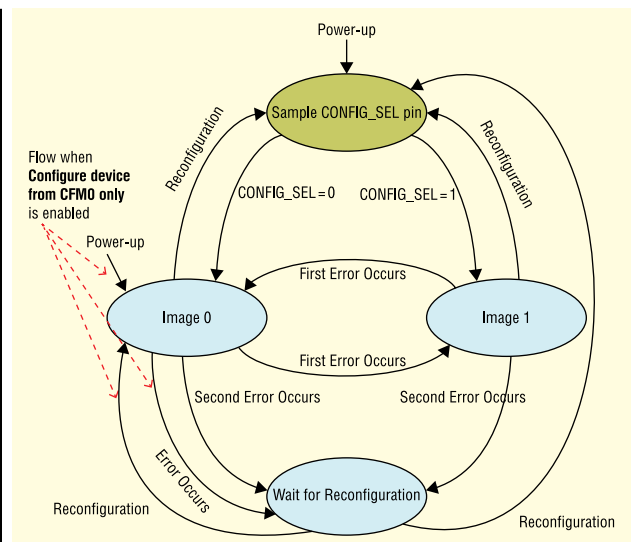 Power-up
Sample CONFIG_SEL pin
Reconfiguration
Reconfiguration
Flow when
Configure device
from CFM0 only
is enabled
CONFIG_SEL=0
CONFIG_SEL=1
Power-up
First Error Occurs
Image 0
Image 1
First Error Occurs
Second Error Occurs
Second Error Occurs
Error Occurs
Wait for Reconfiguration
Reconfiguration
Reconfiguration